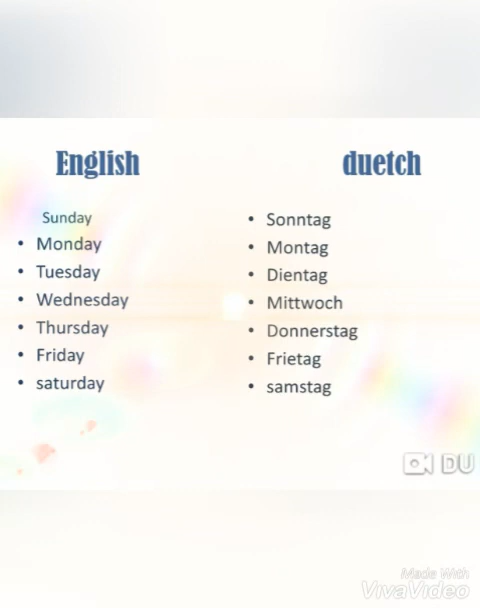 English duetch
Sunday Sonntag
Monday Montag
Tuesday Dientag
Wednesday Mittwoch
Thursday Donnerstag
Friday Frietag
saturday samstag
DU
Made With
VivaVideo